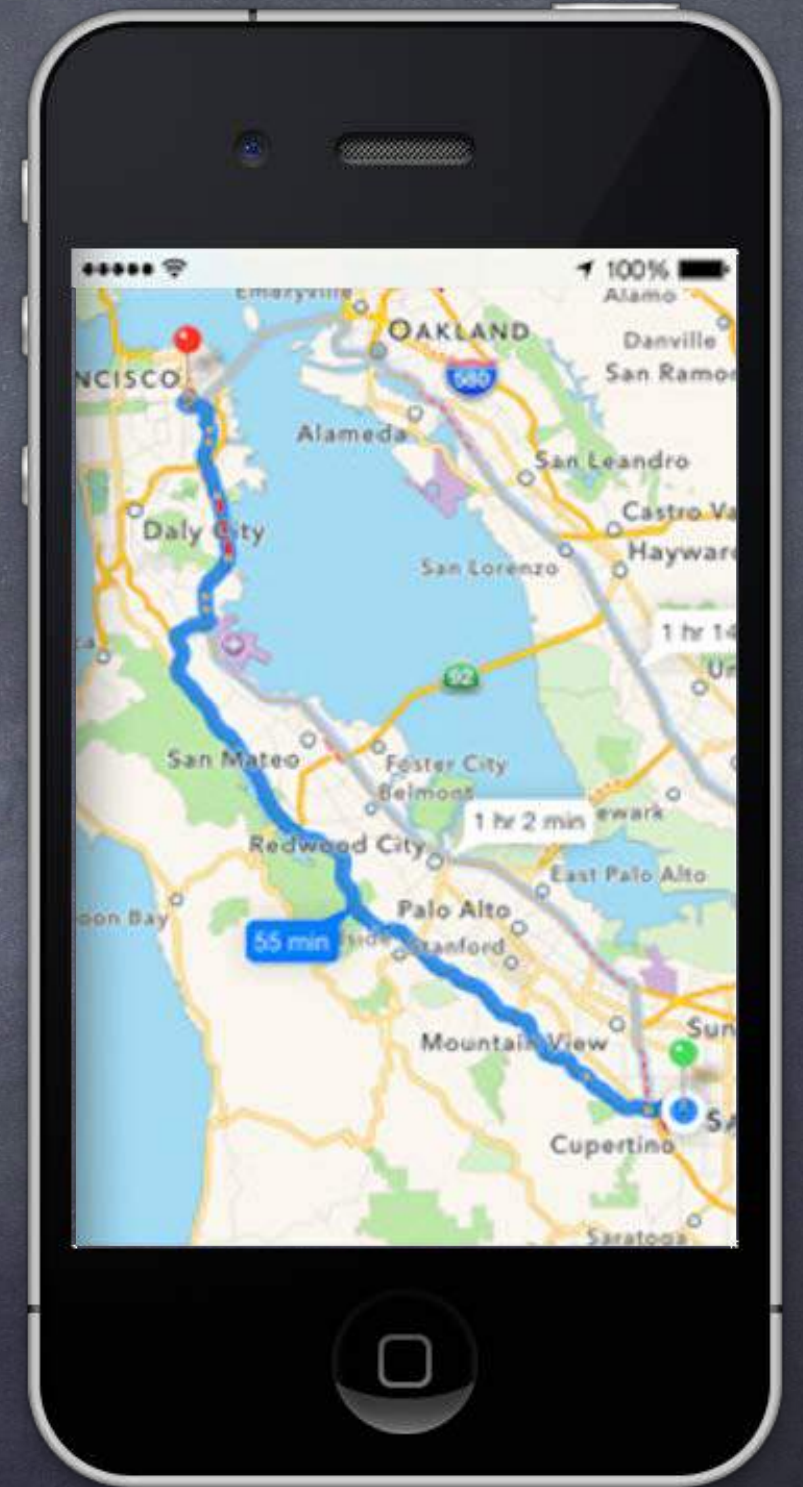 100%
Emeryville
Alamo
OAKLAND
Danville
NCISCO
580
San Ramo
Alameda
San Leandro
Castro Va
Daly City
Haywar
San Lorenzo
1 hr 14
92
San Mateo
Foster City
Belmont
1 hr 2 min
ewark
Redwood City
East Palo Alto
oon Bay
Palo Alto
55 min
Stanford
Mountain View
Sun
SA
Cupertino
Saratoga